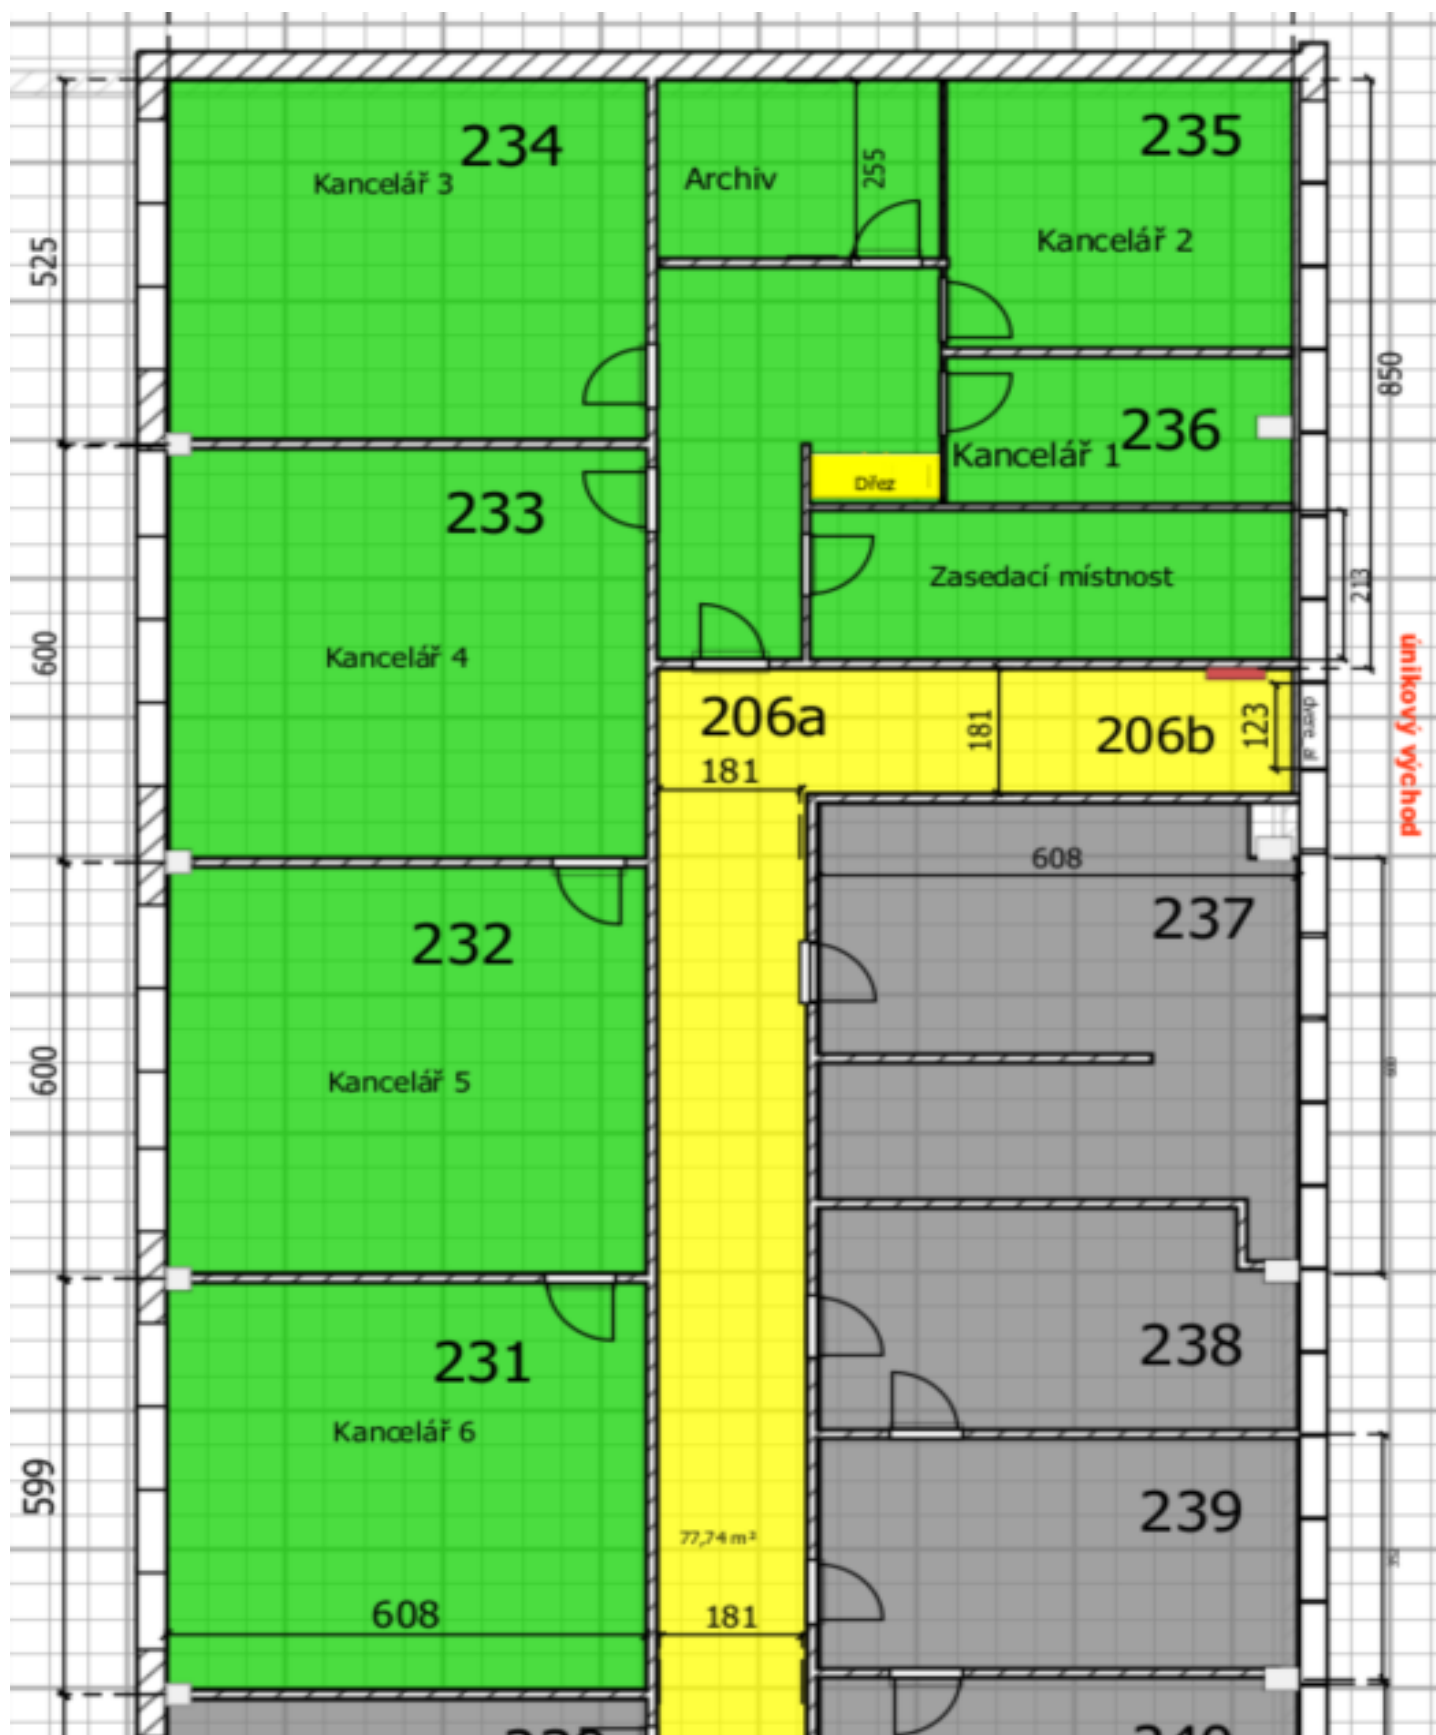 234
Kancelář 3
525
Archiv
255
235
Kancelář 2
850
236
Kancelář 1
Dřez
233
Kancelář 4
600
Zasedací místnost
213
únikový východ
206a
181
181
206b
123
608
237
232
Kancelář 5
600
231
Kancelář 6
599
238
239
77,74 m²
608
181